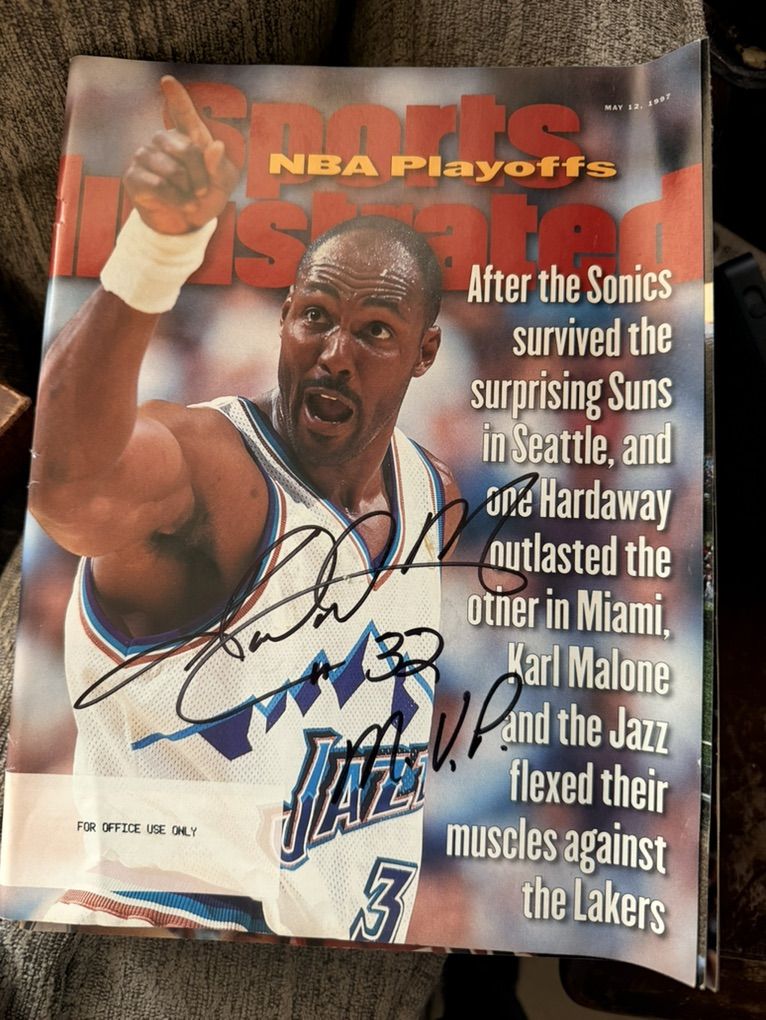 MAY 12, 1997
Sports
NBA Playoffs
Illustrated
After the Sonics
survived the
surprising Suns
in Seattle, and
one Hardaway
outlasted the
other in Miami,
Karl Malone
and the Jazz
flexed their
muscles against
the Lakers
#32
M.V.P.
JAZZ
3
FOR OFFICE USE ONLY